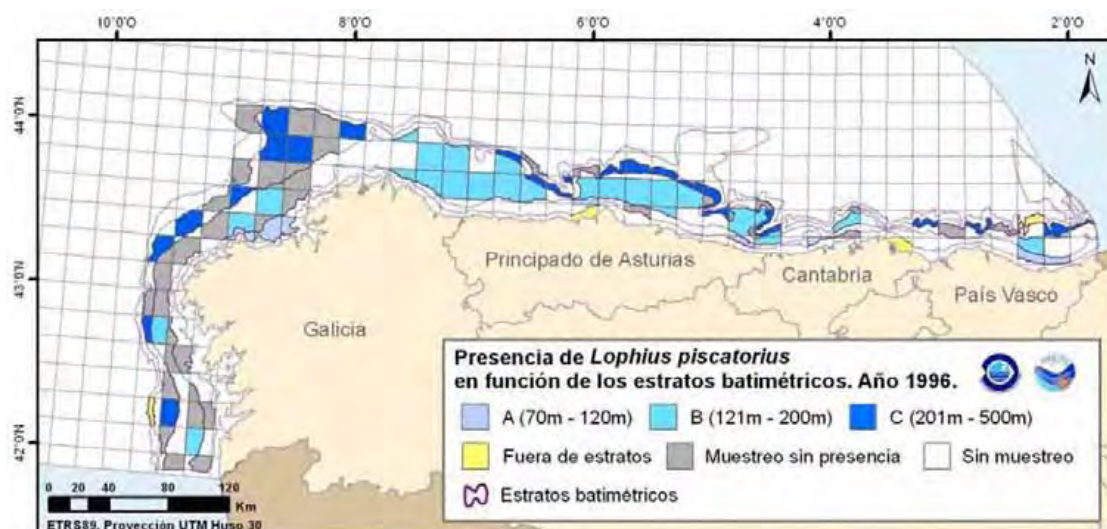 10°0'O 8°0'O 6°0'O 4°0'O 2°0'O
N
44°0'N
43°0'N
42°0'N
Principado de Asturias
Cantabria
País Vasco
Galicia
Presencia de Lophius piscatorius
en función de los estratos batimétricos. Año 1996.
A (70m - 120m) B (121m - 200m) C (201m - 500m)
Fuera de estratos Muestreo sin presencia Sin muestreo
Estratos batimétricos
0 20 40 80 120
Km
ETRS89, Proyección UTM Huso 30